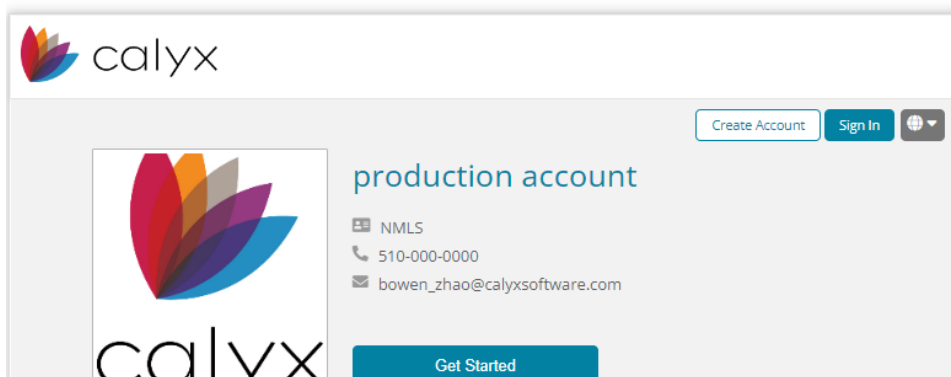 calyx
Create Account
Sign In
production account
NMLS
510-000-0000
bowen_zhao@calyxsoftware.com
calyx
Get Started